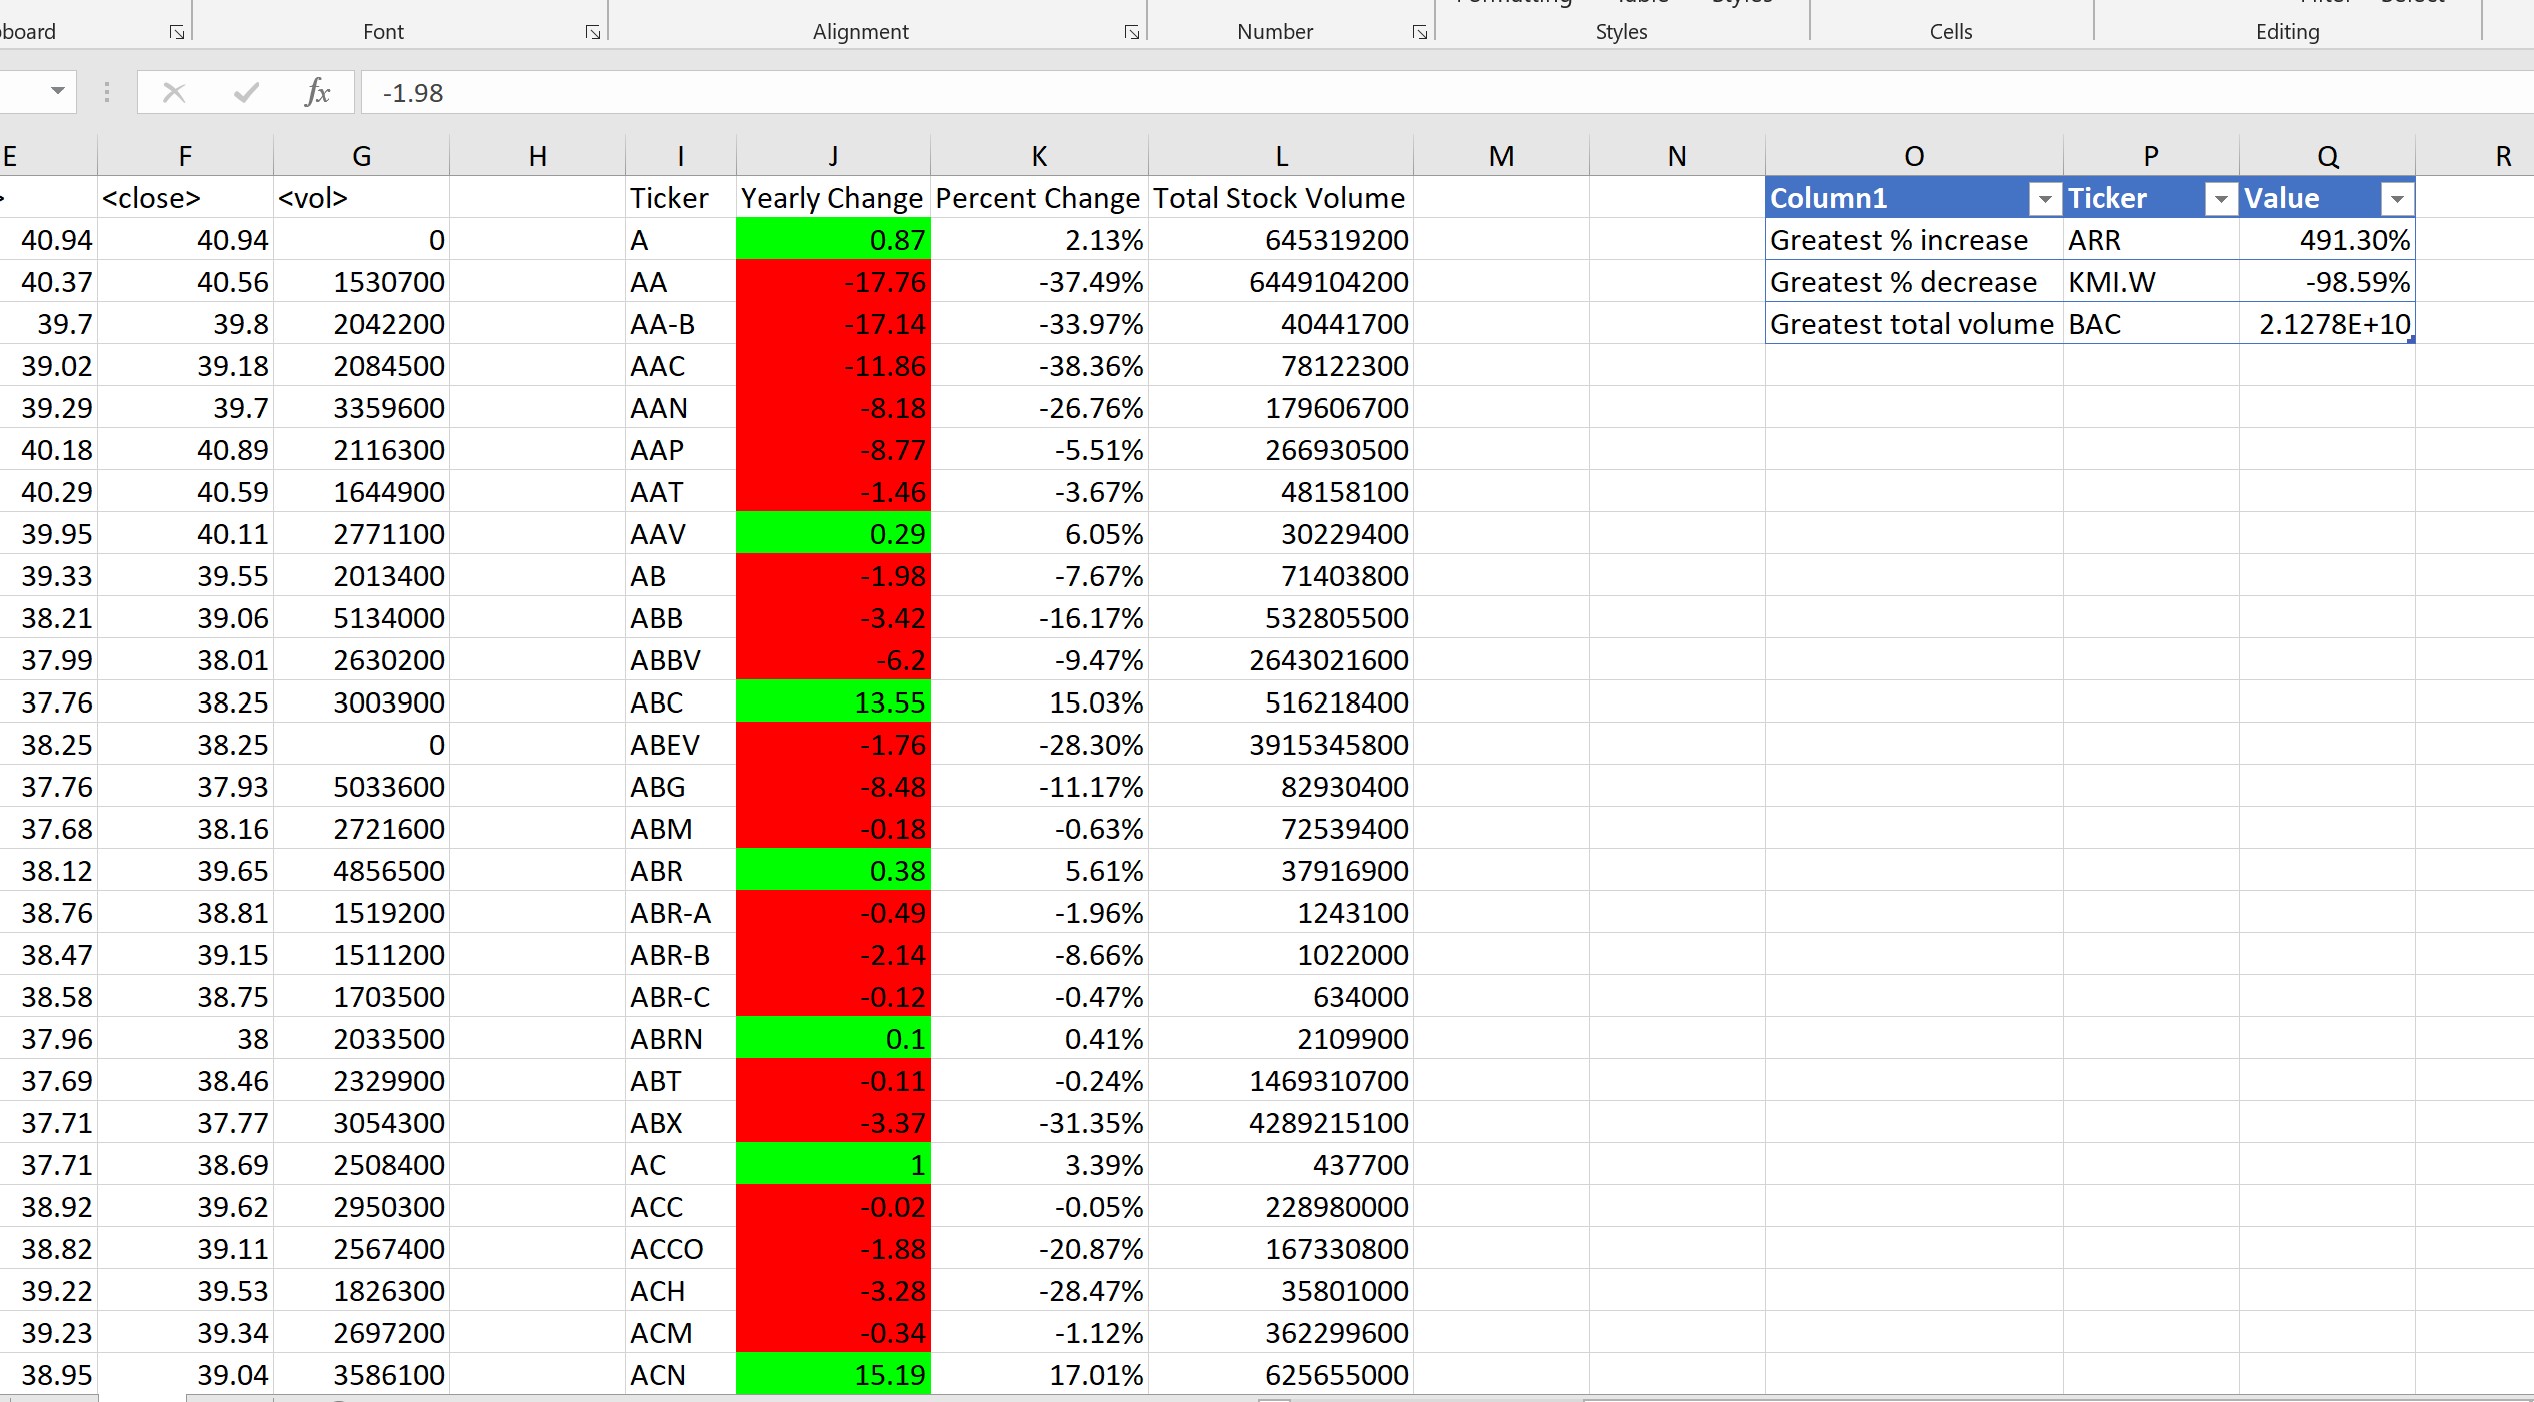 board Font Alignment Number Styles Cells Editing
fx -1.98
E F G H I J K L M N O P Q R
> <close> <vol> Ticker Yearly Change Percent Change Total Stock Volume Column1 Ticker Value
40.94 40.94 0 A 0.87 2.13% 645319200 Greatest % increase ARR 491.30%
40.37 40.56 1530700 AA -17.76 -37.49% 6449104200 Greatest % decrease KMI.W -98.59%
39.7 39.8 2042200 AA-B -17.14 -33.97% 40441700 Greatest total volume BAC 2.1278E+10
39.02 39.18 2084500 AAC -11.86 -38.36% 78122300
39.29 39.7 3359600 AAN -8.18 -26.76% 179606700
40.18 40.89 2116300 AAP -8.77 -5.51% 266930500
40.29 40.59 1644900 AAT -1.46 -3.67% 48158100
39.95 40.11 2771100 AAV 0.29 6.05% 30229400
39.33 39.55 2013400 AB -1.98 -7.67% 71403800
38.21 39.06 5134000 ABB -3.42 -16.17% 532805500
37.99 38.01 2630200 ABBV -6.2 -9.47% 2643021600
37.76 38.25 3003900 ABC 13.55 15.03% 516218400
38.25 38.25 0 ABEV -1.76 -28.30% 3915345800
37.76 37.93 5033600 ABG -8.48 -11.17% 82930400
37.68 38.16 2721600 ABM -0.18 -0.63% 72539400
38.12 39.65 4856500 ABR 0.38 5.61% 37916900
38.76 38.81 1519200 ABR-A -0.49 -1.96% 1243100
38.47 39.15 1511200 ABR-B -2.14 -8.66% 1022000
38.58 38.75 1703500 ABR-C -0.12 -0.47% 634000
37.96 38 2033500 ABRN 0.1 0.41% 2109900
37.69 38.46 2329900 ABT -0.11 -0.24% 1469310700
37.71 37.77 3054300 ABX -3.37 -31.35% 4289215100
37.71 38.69 2508400 AC 1 3.39% 437700
38.92 39.62 2950300 ACC -0.02 -0.05% 228980000
38.82 39.11 2567400 ACCO -1.88 -20.87% 167330800
39.22 39.53 1826300 ACH -3.28 -28.47% 35801000
39.23 39.34 2697200 ACM -0.34 -1.12% 362299600
38.95 39.04 3586100 ACN 15.19 17.01% 625655000